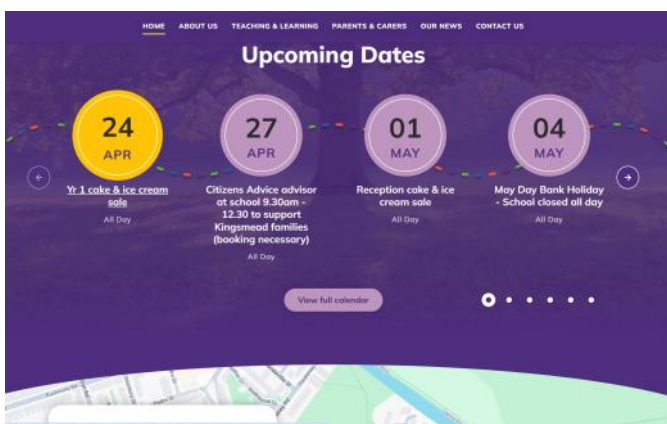 HOME ABOUT US TEACHING & LEARNING PARENTS & CARERS OUR NEWS CONTACT US
Upcoming Dates
24
APR
Yr 1 cake & ice cream
sale
All Day
27
APR
Citizens Advice advisor
at school 9.30am -
12.30 to support
Kingsmead families
(booking necessary)
All Day
01
MAY
Reception cake & ice
cream sale
All Day
04
MAY
May Day Bank Holiday
- School closed all day
All Day
View full calendar